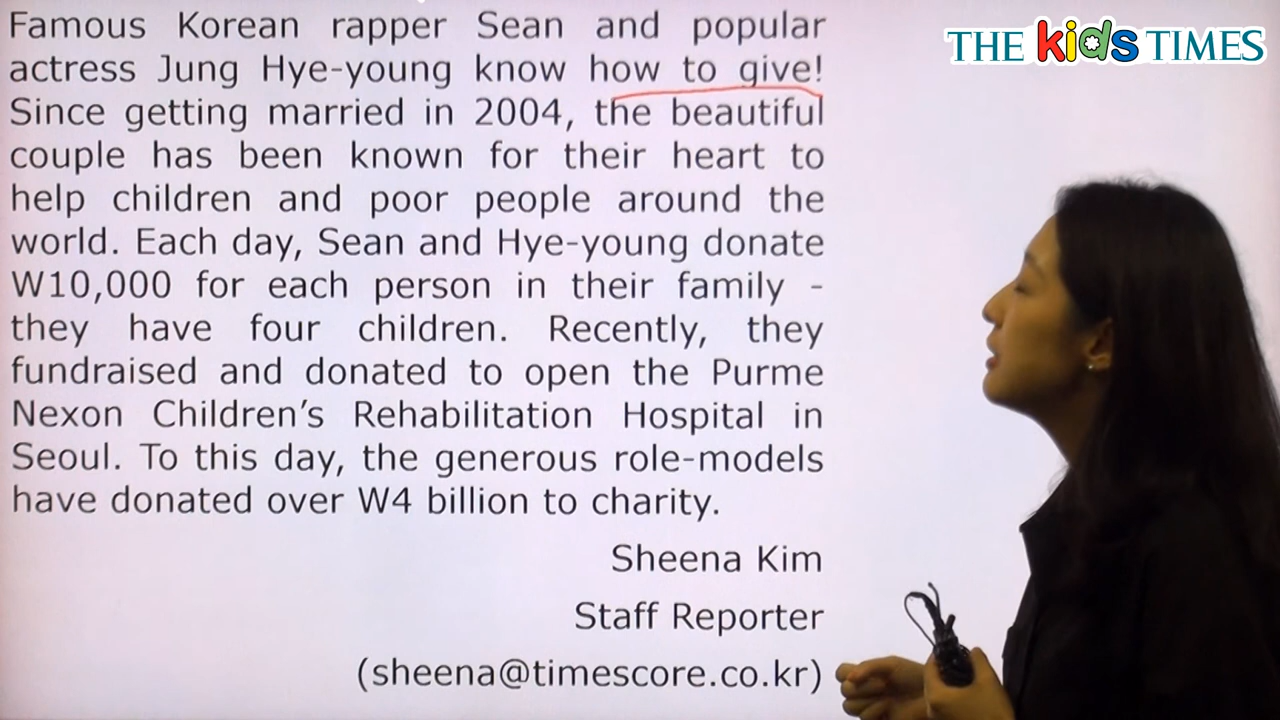 Famous Korean rapper Sean and popular
actress Jung Hye-young know how to give!
Since getting married in 2004, the beautiful
couple has been known for their heart to
help children and poor people around the
world. Each day, Sean and Hye-young donate
W10,000 for each person in their family -
they have four children. Recently, they
fundraised and donated to open the Purme
Nexon Children’s Rehabilitation Hospital in
Seoul. To this day, the generous role-models
have donated over W4 billion to charity.
Sheena Kim
Staff Reporter
(sheena@timescore.co.kr)
THE kids TIMES